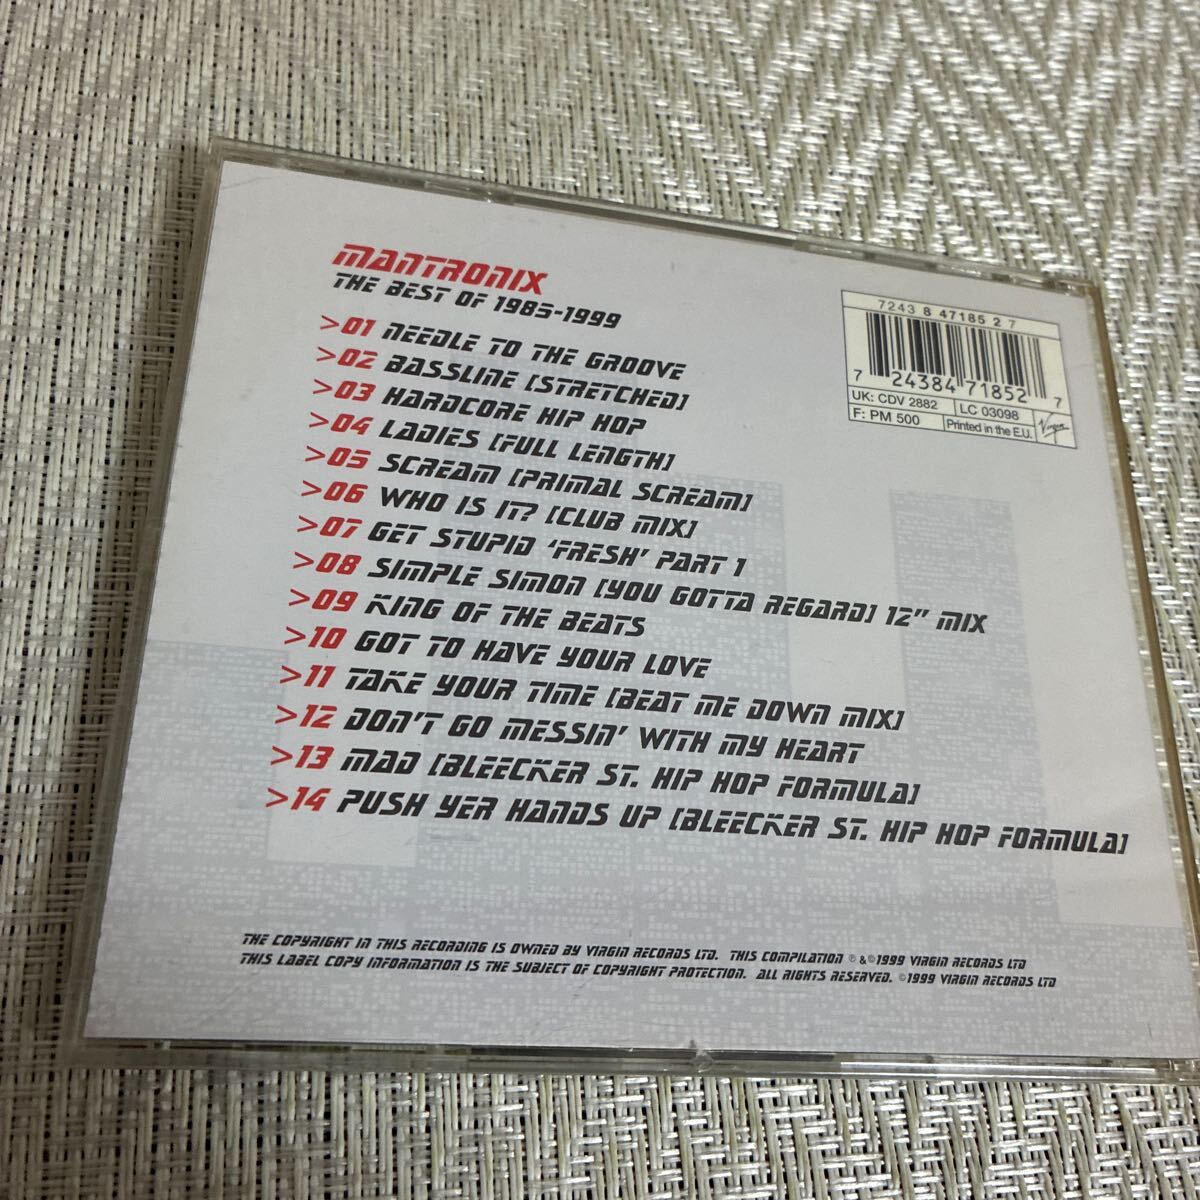 MANTRONIX
THE BEST OF 1985-1999
>01 NEEDLE TO THE GROOVE
>02 BASSLINE [STRETCHED]
>03 HARDCORE HIP HOP
>04 LADIES [FULL LENGTH]
>05 SCREAM [PRIMAL SCREAM]
>06 WHO IS IT? [CLUB MIX]
>07 GET STUPID ‘FRESH’ PART 1
>08 SIMPLE SIMON [YOU GOTTA REGARD] 12” MIX
>09 KING OF THE BEATS
>10 GOT TO HAVE YOUR LOVE
>11 TAKE YOUR TIME [BEAT ME DOWN MIX]
>12 DON'T GO MESSIN' WITH MY HEART
>13 MAD [BLEECKER ST. HIP HOP FORMULA]
>14 PUSH YER HANDS UP [BLEECKER ST. HIP HOP FORMULA]
7243 8 47185 2 7
7 24384 71852 7
UK: CDV 2882
LC 03098
F: PM 500
Printed in the E.U.
Virgin
THE COPYRIGHT IN THIS RECORDING IS OWNED BY VIRGIN RECORDS LTD. THIS COMPILATION ℗ & ©1999 VIRGIN RECORDS LTD
THIS LABEL COPY INFORMATION IS THE SUBJECT OF COPYRIGHT PROTECTION. ALL RIGHTS RESERVED. ©1999 VIRGIN RECORDS LTD